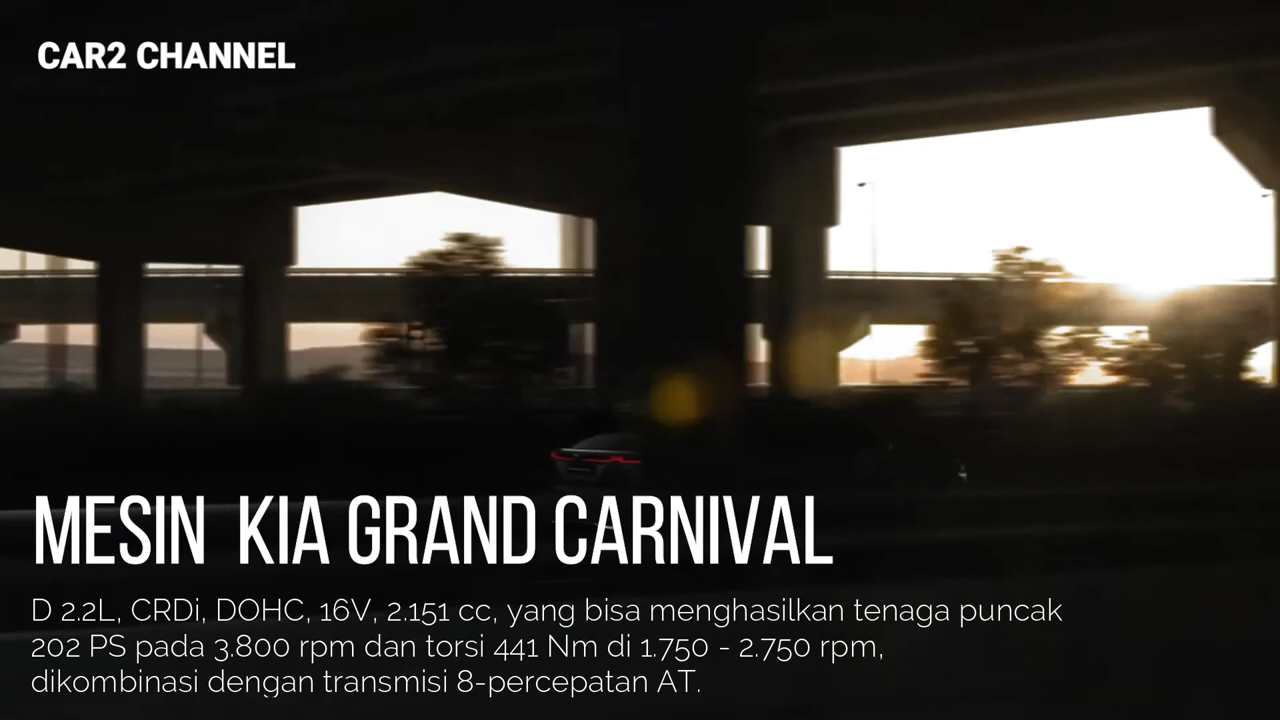 CAR2 CHANNEL
MESIN KIA GRAND CARNIVAL
D 2.2L, CRDi, DOHC, 16V, 2.151 cc, yang bisa menghasilkan tenaga puncak
202 PS pada 3.800 rpm dan torsi 441 Nm di 1.750 - 2.750 rpm,
dikombinasi dengan transmisi 8-percepatan AT.